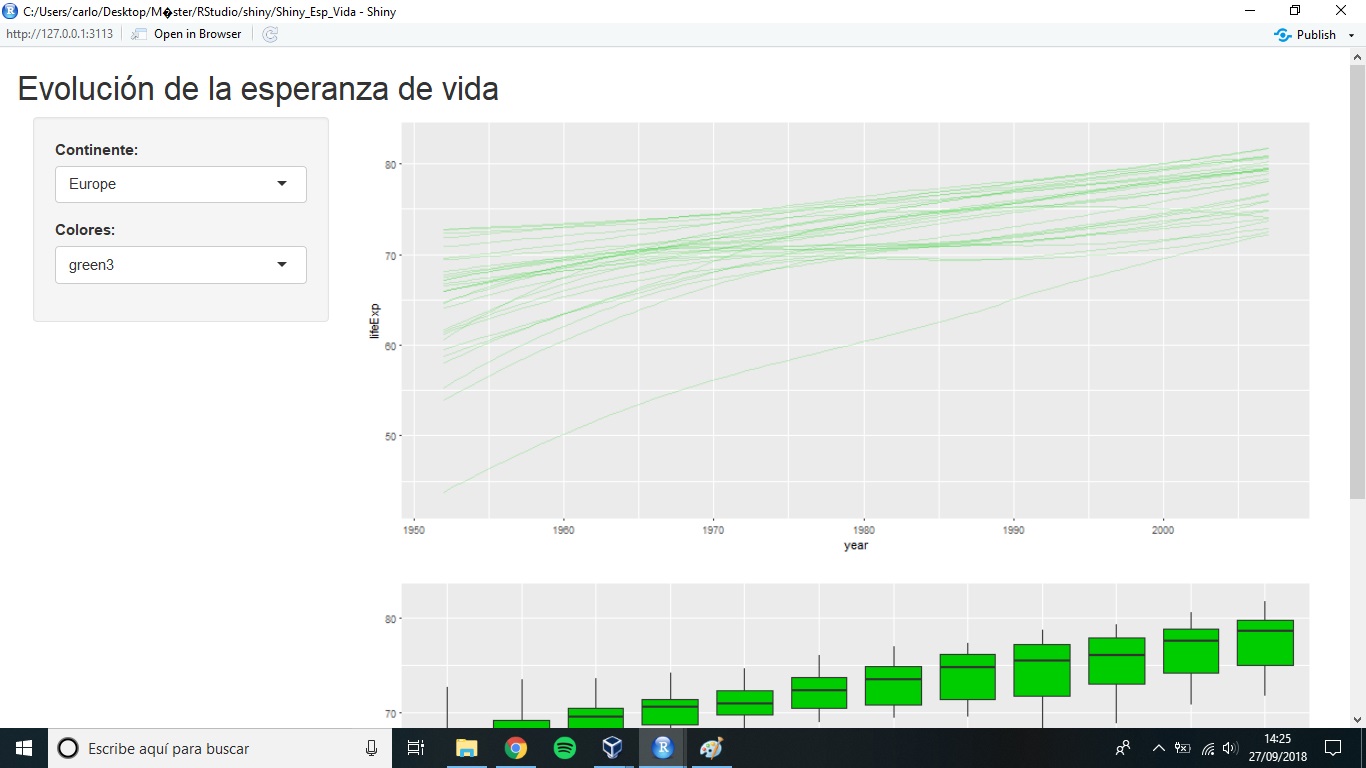 C:/Users/carlo/Desktop/M�ster/RStudio/shiny/Shiny_Esp_Vida - Shiny
http://127.0.0.1:3113 Open in Browser Publish
Evolución de la esperanza de vida
Continente:
Europe
Colores:
green3
80
70
60
50
lifeExp
1950 1960 1970 1980 1990 2000
year
80
70
Escribe aquí para buscar
14:25
27/09/2018